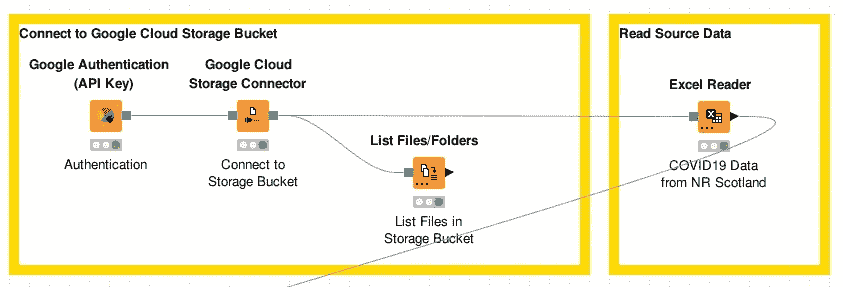 Connect to Google Cloud Storage Bucket
Google Authentication
(API Key)
Authentication
Google Cloud
Storage Connector
Connect to
Storage Bucket
List Files/Folders
List Files in
Storage Bucket
Read Source Data
Excel Reader
COVID19 Data
from NR Scotland